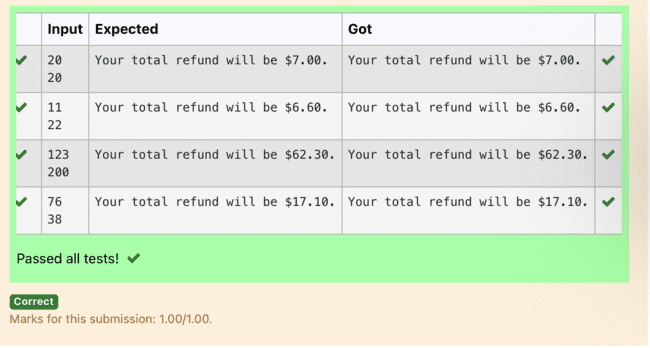 Input Expected Got
20 Your total refund will be $7.00. Your total refund will be $7.00.
20
11 Your total refund will be $6.60. Your total refund will be $6.60.
22
123 Your total refund will be $62.30. Your total refund will be $62.30.
200
76 Your total refund will be $17.10. Your total refund will be $17.10.
38
Passed all tests!
Correct
Marks for this submission: 1.00/1.00.